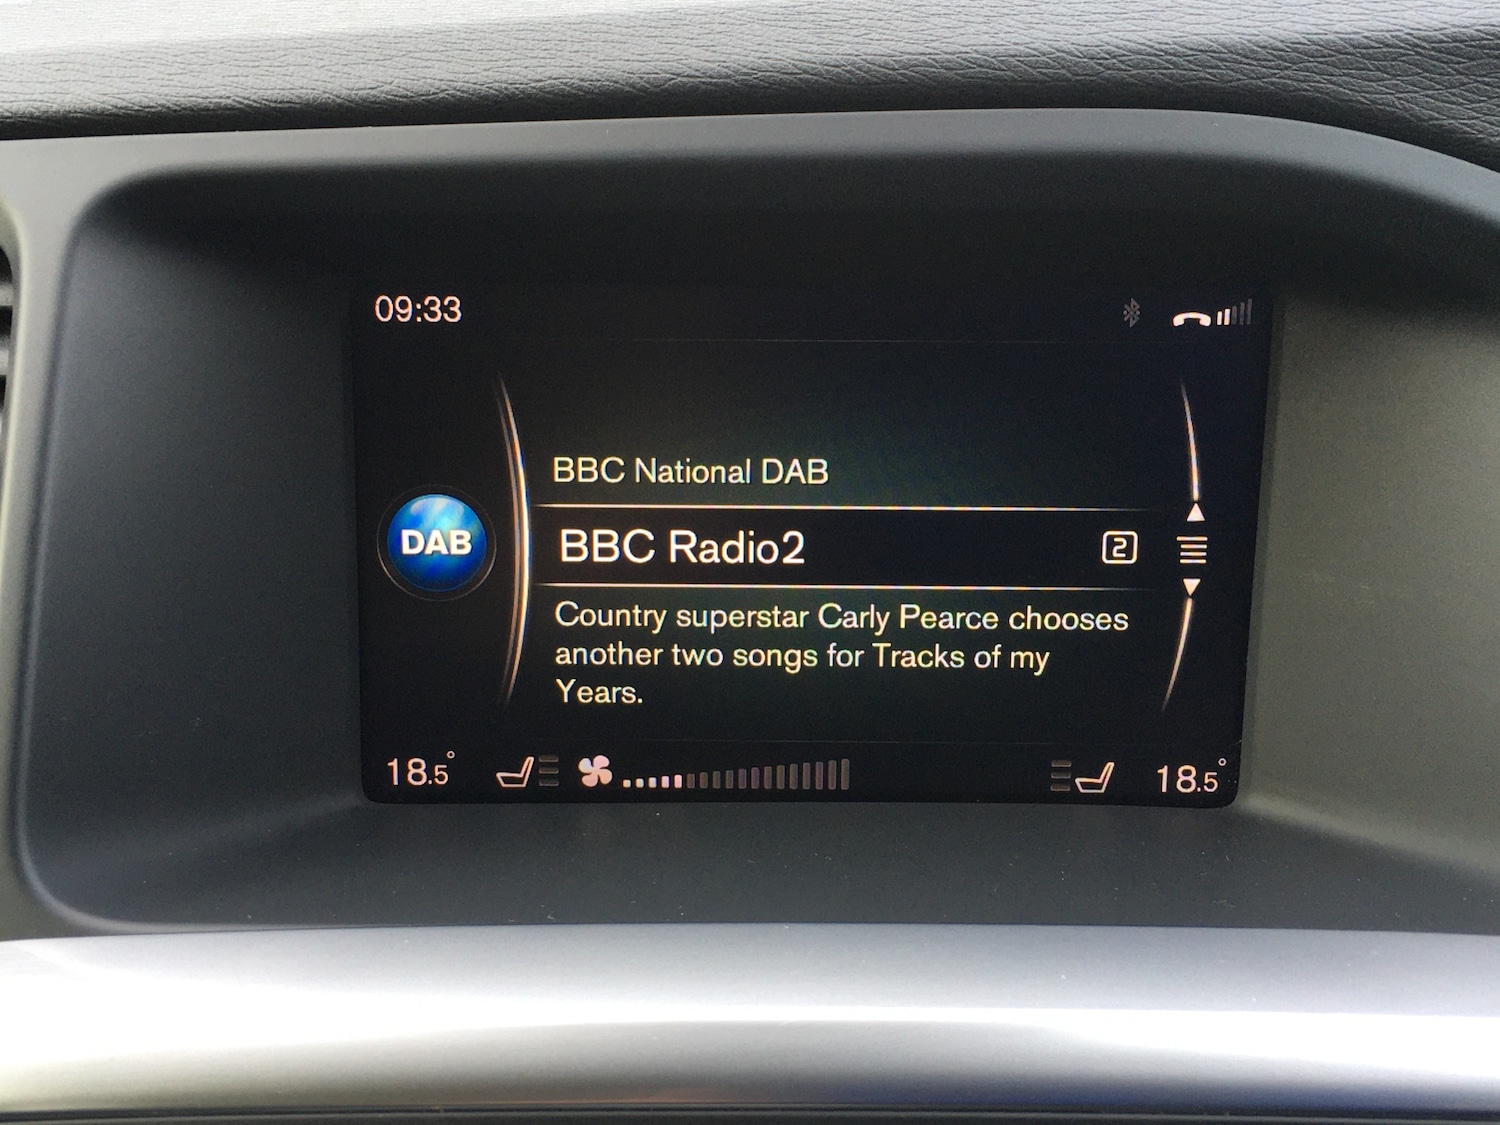 09:33
BBC National DAB
DAB
BBC Radio2
2
Country superstar Carly Pearce chooses
another two songs for Tracks of my
Years.
18.5°
18.5°